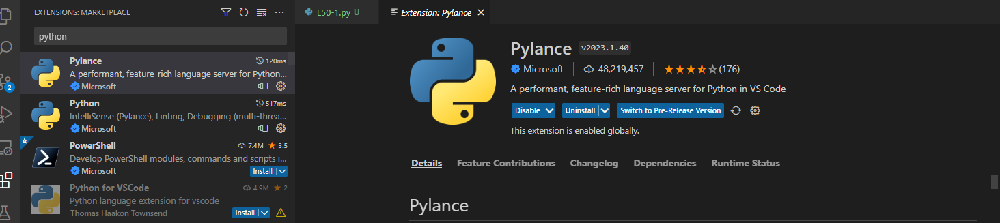 EXTENSIONS: MARKETPLACE
python
Pylance 120ms
A performant, feature-rich language server for Python...
Microsoft
Python 517ms
IntelliSense (Pylance), Linting, Debugging (multi-threa...
Microsoft
PowerShell 7.4M 3.5
Develop PowerShell modules, commands and scripts i...
Microsoft Install
Python for VSCode 4.9M 2
Python language extension for vscode
Thomas Haakon Townsend Install
2
L50-1.py U
Extension: Pylance
Pylance v2023.1.40
Microsoft 48,219,457 (176)
A performant, feature-rich language server for Python in VS Code
Disable Uninstall Switch to Pre-Release Version
This extension is enabled globally.
Details Feature Contributions Changelog Dependencies Runtime Status
Pylance